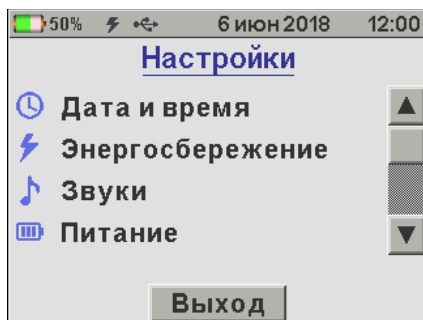 50% 6 июн 2018 12:00
Настройки
Дата и время
Энергосбережение
Звуки
Питание
Выход